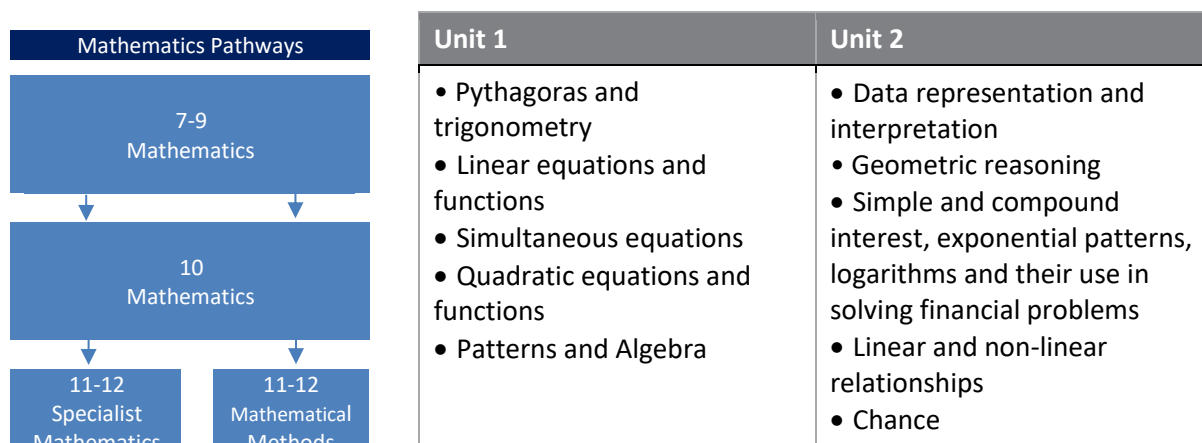 Mathematics Pathways
7-9
Mathematics
10
Mathematics
11-12
Specialist
Mathematics
11-12
Mathematical
Methods
Unit 1
• Pythagoras and
trigonometry
• Linear equations and
functions
• Simultaneous equations
• Quadratic equations and
functions
• Patterns and Algebra
Unit 2
• Data representation and
interpretation
• Geometric reasoning
• Simple and compound
interest, exponential patterns,
logarithms and their use in
solving financial problems
• Linear and non-linear
relationships
• Chance